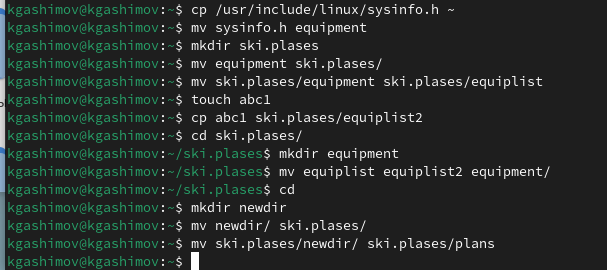 kgashimov@kgashimov:~$ cp /usr/include/linux/sysinfo.h ~
kgashimov@kgashimov:~$ mv sysinfo.h equipment
kgashimov@kgashimov:~$ mkdir ski.plases
kgashimov@kgashimov:~$ mv equipment ski.plases/
kgashimov@kgashimov:~$ mv ski.plases/equipment ski.plases/equiplist
kgashimov@kgashimov:~$ touch abc1
kgashimov@kgashimov:~$ cp abc1 ski.plases/equiplist2
kgashimov@kgashimov:~$ cd ski.plases/
kgashimov@kgashimov:~/ski.plases$ mkdir equipment
kgashimov@kgashimov:~/ski.plases$ mv equiplist equiplist2 equipment/
kgashimov@kgashimov:~/ski.plases$ cd
kgashimov@kgashimov:~$ mkdir newdir
kgashimov@kgashimov:~$ mv newdir/ ski.plases/
kgashimov@kgashimov:~$ mv ski.plases/newdir/ ski.plases/plans
kgashimov@kgashimov:~$